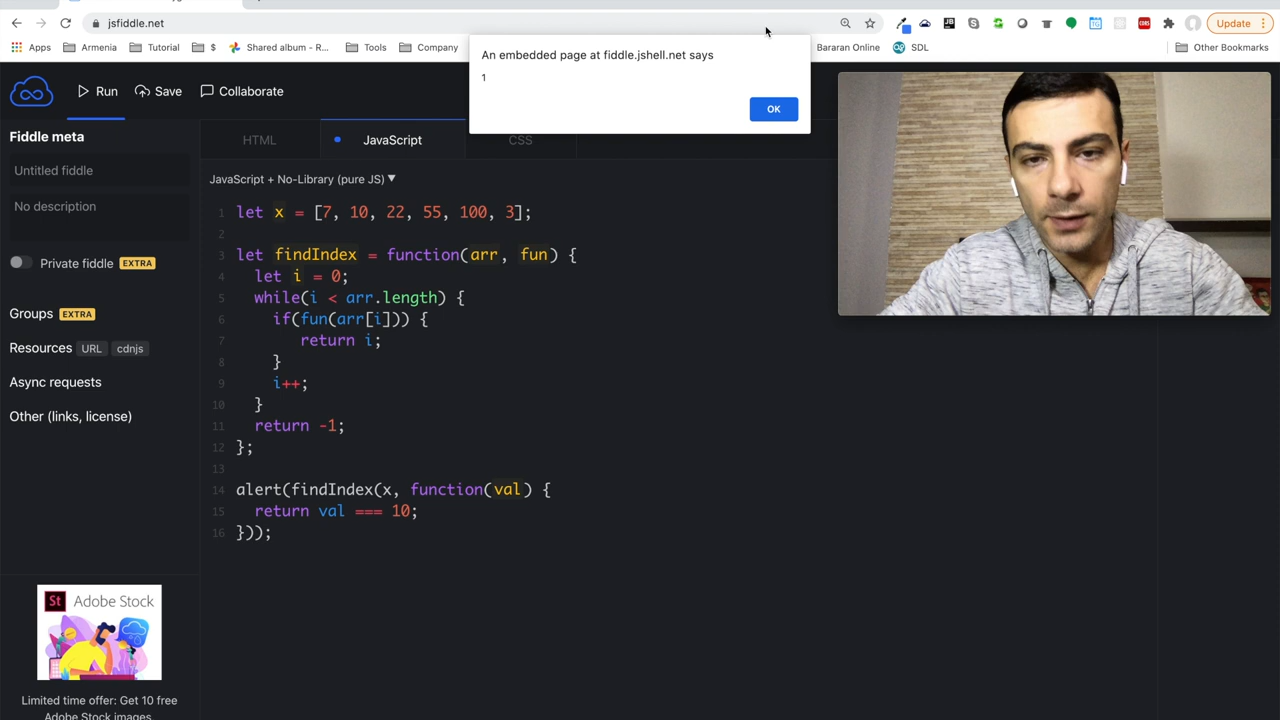 jsfiddle.net
Update
Apps Armenia Tutorial $ Shared album - R... Tools Company Bararan Online SDL Other Bookmarks
An embedded page at fiddle.jshell.net says
1
OK
Run Save Collaborate
Fiddle meta
Untitled fiddle
No description
Private fiddle EXTRA
Groups EXTRA
Resources URL cdnjs
Async requests
Other (links, license)
St Adobe Stock
Limited time offer: Get 10 free
Adobe Stock images
HTML JavaScript CSS
JavaScript + No-Library (pure JS) ▼
1 let x = [7, 10, 22, 55, 100, 3];
2
3 let findIndex = function(arr, fun) {
4 let i = 0;
5 while(i < arr.length) {
6 if(fun(arr[i])) {
7 return i;
8 }
9 i++;
10 }
11 return -1;
12 };
13
14 alert(findIndex(x, function(val) {
15 return val === 10;
16 }));